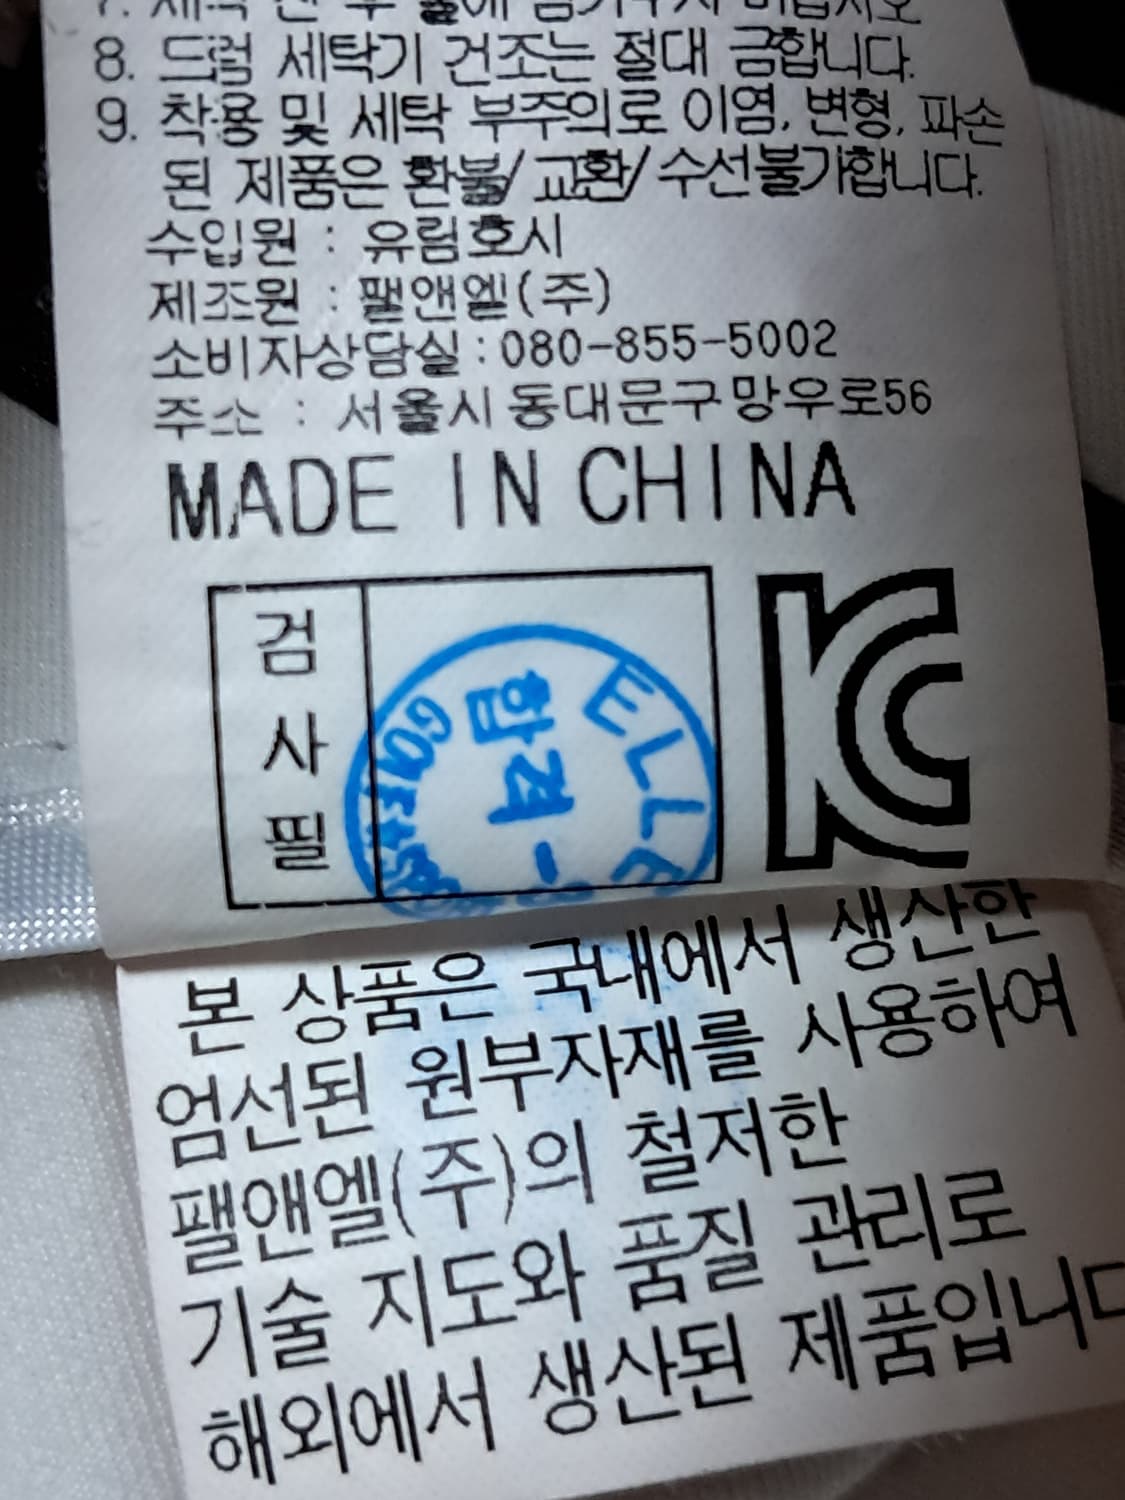 8. 드럼 세탁기 건조는 절대 금합니다.
9. 착용 및 세탁 부주의로 이염, 변형, 파손
된 제품은 환불/교환/수선불가합니다.
수입원 : 유림호시
제조원 : 팰앤엘(주)
소비자상담실:080-855-5002
주소 : 서울시 동대문구망우로56
MADE IN CHINA
검사필
ELLE
합격
GOLF
본 상품은 국내에서 생산한
엄선된 원부자재를 사용하여
팰앤엘(주)의 철저한
기술 지도와 품질 관리로
해외에서 생산된 제품입니다